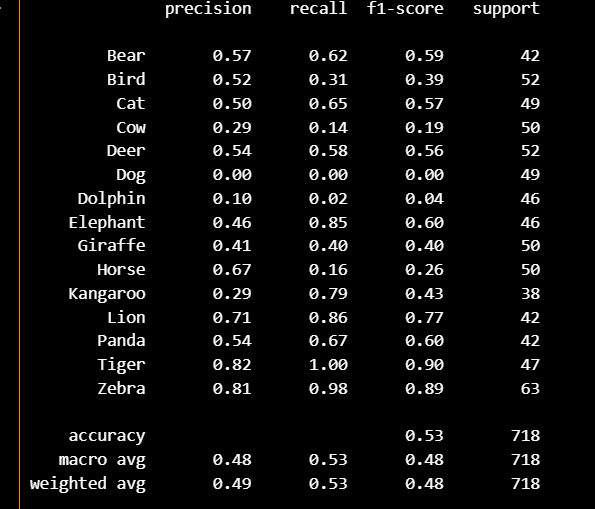 precision recall f1-score support
Bear 0.57 0.62 0.59 42
Bird 0.52 0.31 0.39 52
Cat 0.50 0.65 0.57 49
Cow 0.29 0.14 0.19 50
Deer 0.54 0.58 0.56 52
Dog 0.00 0.00 0.00 49
Dolphin 0.10 0.02 0.04 46
Elephant 0.46 0.85 0.60 46
Giraffe 0.41 0.40 0.40 50
Horse 0.67 0.16 0.26 50
Kangaroo 0.29 0.79 0.43 38
Lion 0.71 0.86 0.77 42
Panda 0.54 0.67 0.60 42
Tiger 0.82 1.00 0.90 47
Zebra 0.81 0.98 0.89 63
accuracy 0.53 718
macro avg 0.48 0.53 0.48 718
weighted avg 0.49 0.53 0.48 718